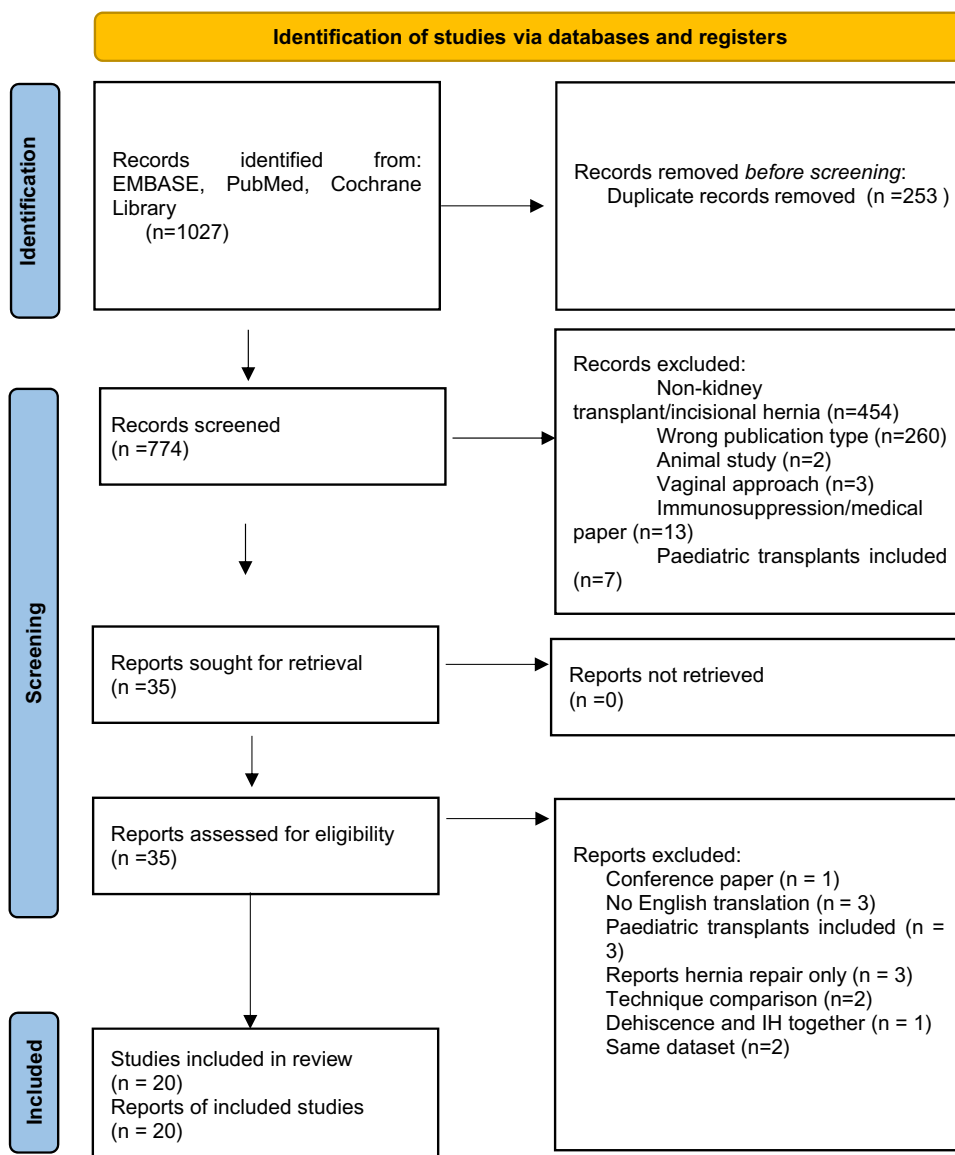 Identification of studies via databases and registers
Identification
Records identified from:
EMBASE, PubMed, Cochrane
Library
(n=1027)
Records removed before screening:
Duplicate records removed (n =253 )
Screening
Records screened
(n =774)
Records excluded:
Non-kidney
transplant/incisional hernia (n=454)
Wrong publication type (n=260)
Animal study (n=2)
Vaginal approach (n=3)
Immunosuppression/medical
paper (n=13)
Paediatric transplants included
(n=7)
Reports sought for retrieval
(n =35)
Reports not retrieved
(n =0)
Reports assessed for eligibility
(n =35)
Reports excluded:
Conference paper (n = 1)
No English translation (n = 3)
Paediatric transplants included (n =
3)
Reports hernia repair only (n = 3)
Technique comparison (n=2)
Dehiscence and IH together (n = 1)
Same dataset (n=2)
Included
Studies included in review
(n = 20)
Reports of included studies
(n = 20)